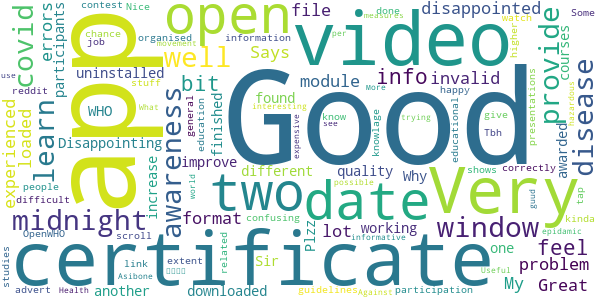 covid
contest
Nice
chance
job
errors
participants
organised
Some
reddit
use
uninstalled
stuff
What
movement
per
open
well
Says
bit
file
info
module
video
disappointed
information
done
measures
higher
watch
provide
courses
invalid
app
learn
experienced
loaded
WHO
Disappointing
awareness
general
education
finished
found
interesting
Good
know
knowlage
expensive
see
More
trying
quality
Why
happy
give
educational
Tbh
presentations
awarded
hazardous
disease
improve
different
two
date
Very
shows
correctly
guud
tap
world
possible
kinda
epidamic
people
difficult
midnight
increase
format
confusing
lot
working
window
one
feel
problem
My
Great
OpenWHO
scroll
certificate
Plzz
studies
link
extent
Asibone
related
Sir
informative
Useful
advert
Health
another
downloaded
guidelines
Against
participation